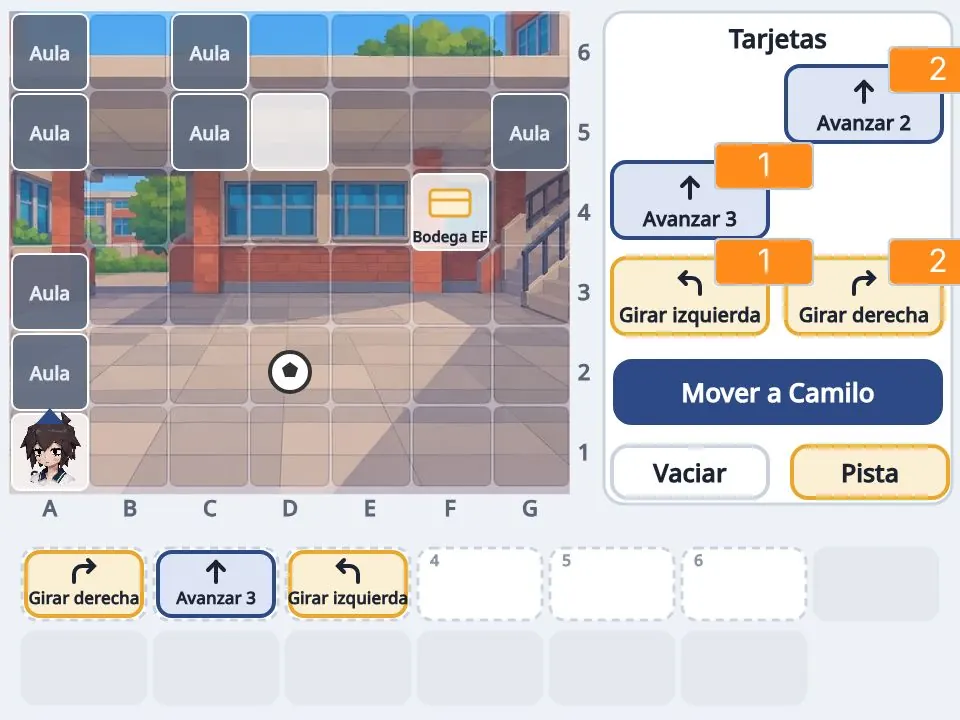 Tarjetas
Aula
Aula
6
2
Avanzar 2
Aula
Aula
Aula
5
1
Avanzar 3
Bodega EF
4
1
2
Girar izquierda
Girar derecha
Aula
3
Aula
2
Mover a Camilo
1
Vaciar
Pista
A B C D E F G
Girar derecha
Avanzar 3
Girar izquierda
4
5
6